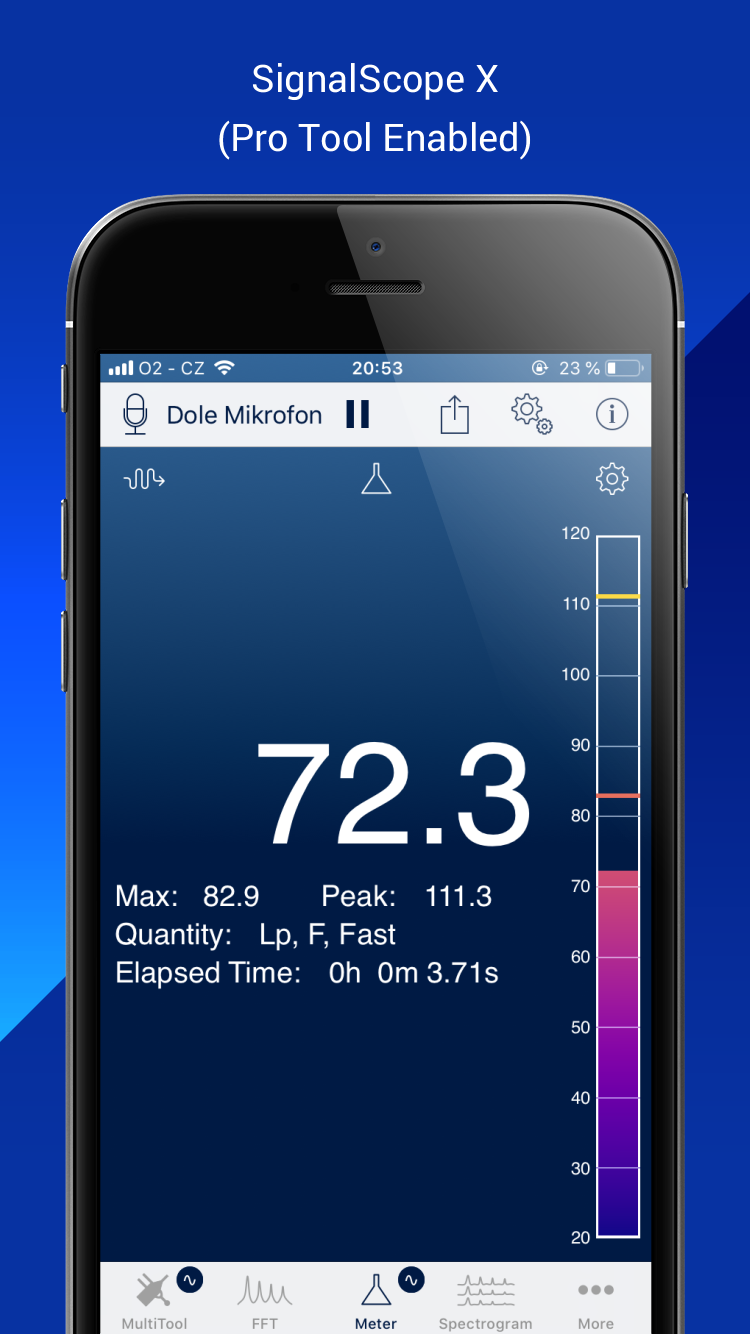 SignalScope X
(Pro Tool Enabled)
O2 - CZ 20:53 23 %
Dole Mikrofon
120
110
100
90
72.3
80
70
Max: 82.9 Peak: 111.3
Quantity: Lp, F, Fast
60
Elapsed Time: 0h 0m 3.71s
50
40
30
20
MultiTool FFT Meter Spectrogram More